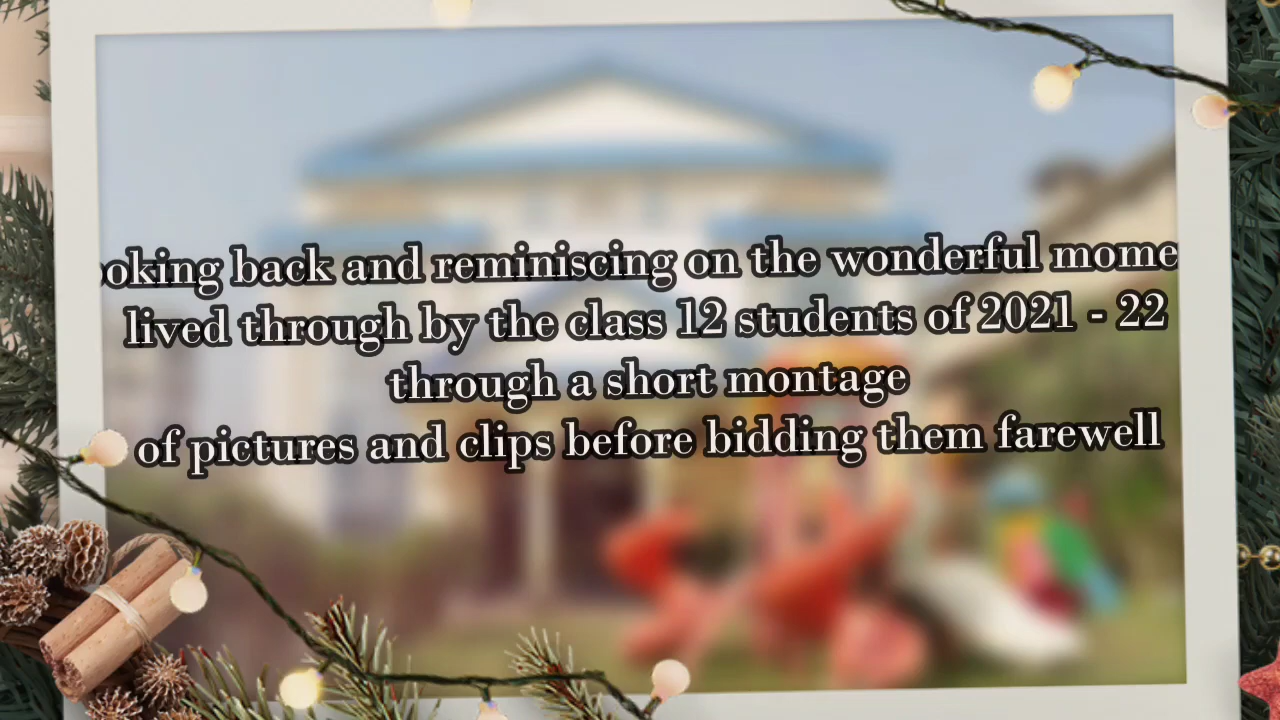 ooking back and reminiscing on the wonderful mome
lived through by the class 12 students of 2021 - 22
through a short montage
of pictures and clips before bidding them farewell